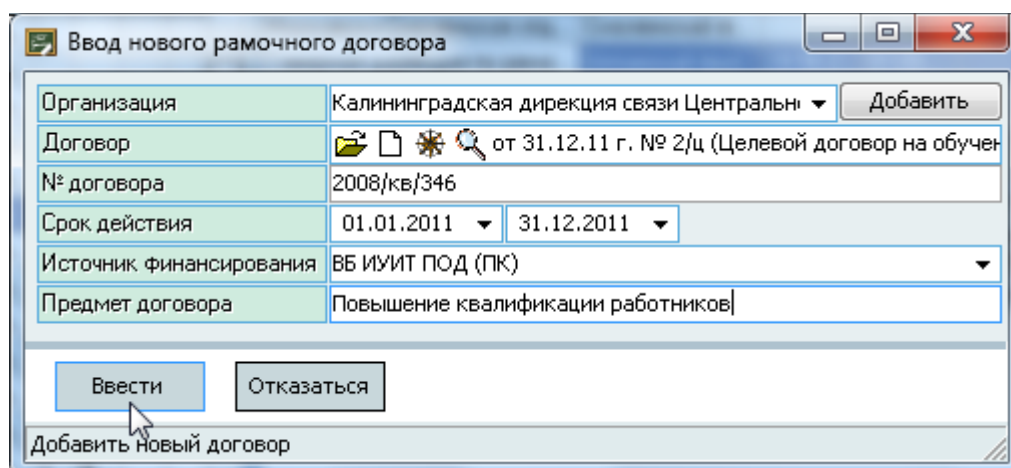 Ввод нового рамочного договора
Организация Калининградская дирекция связи Центральн Добавить
Договор от 31.12.11 г. № 2/ц (Целевой договор на обучен
№ договора 2008/кв/346
Срок действия 01.01.2011 31.12.2011
Источник финансирования ВБ ИУИТ ПОД (ПК)
Предмет договора Повышение квалификации работников
Ввести Отказаться
Добавить новый договор